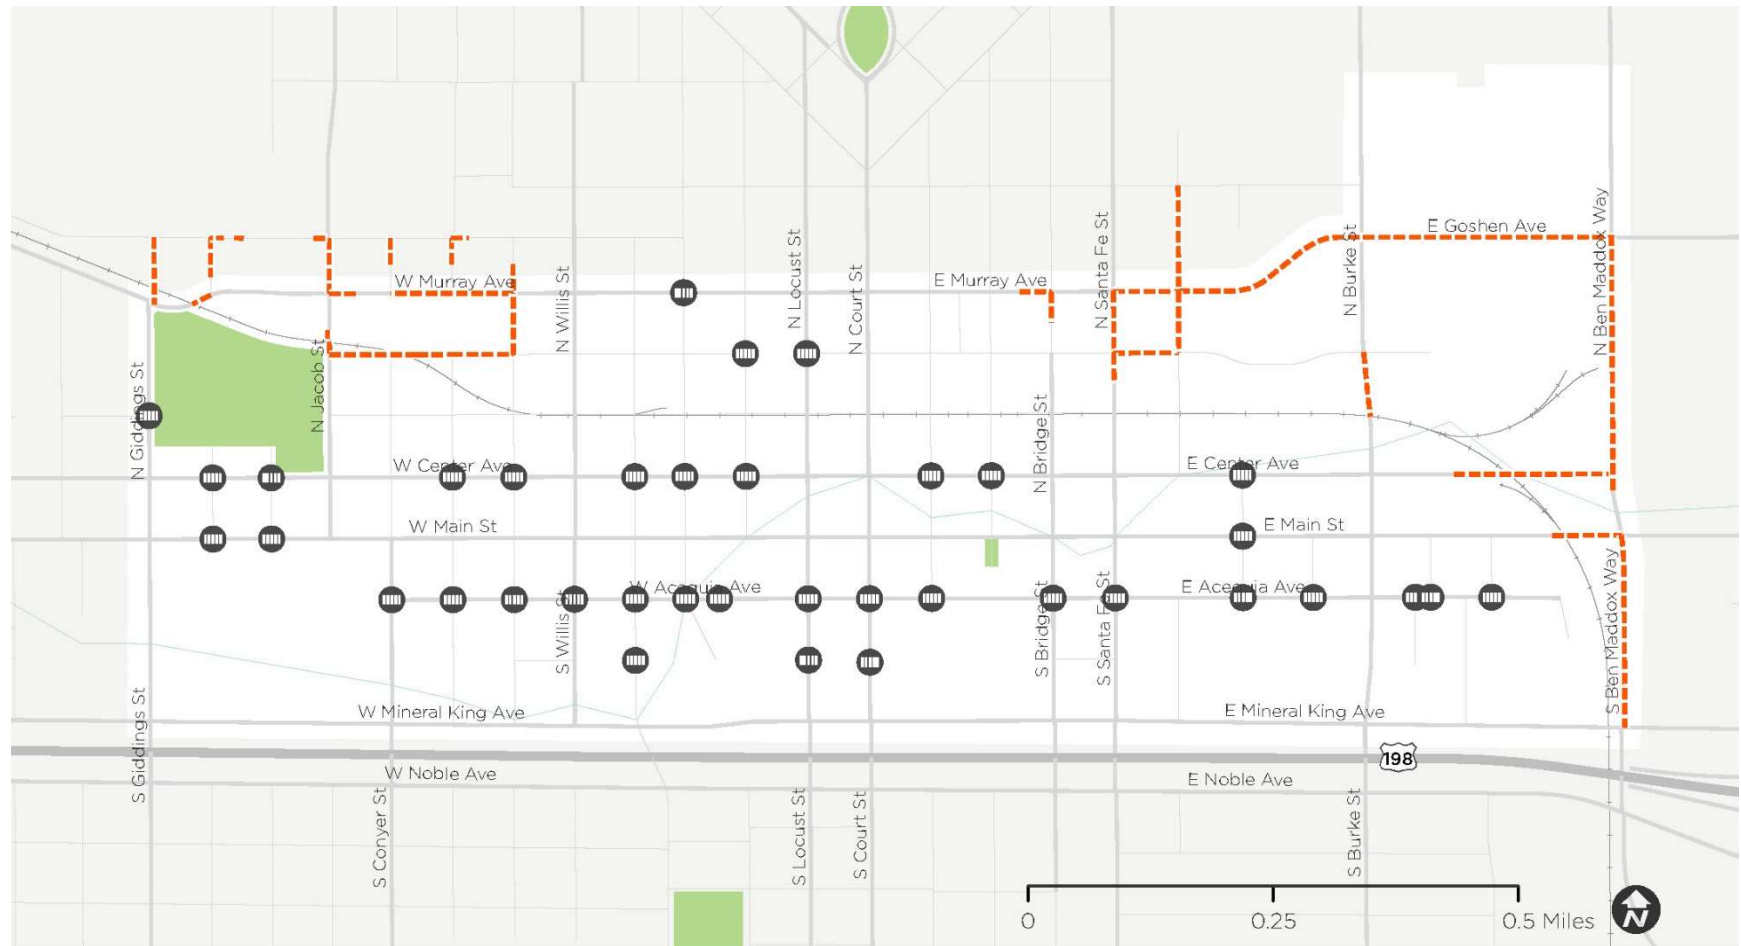 E Goshen Ave
N Ben Maddox Way
N Santa Fe St
N Burke St
N Locust St
N Court St
N Willis St
W Murray Ave
E Murray Ave
N Jacob St
N Giddings St
N Bridge St
W Center Ave
E Center Ave
W Main St
E Main St
W Acequia Ave
E Acequia Ave
S Willis St
S Bridge St
S Santa Fe St
S Ben Maddox Way
S Giddings St
W Mineral King Ave
E Mineral King Ave
198
W Noble Ave
E Noble Ave
S Conyer St
S Locust St
S Court St
S Burke St
0 0.25 0.5 Miles
N